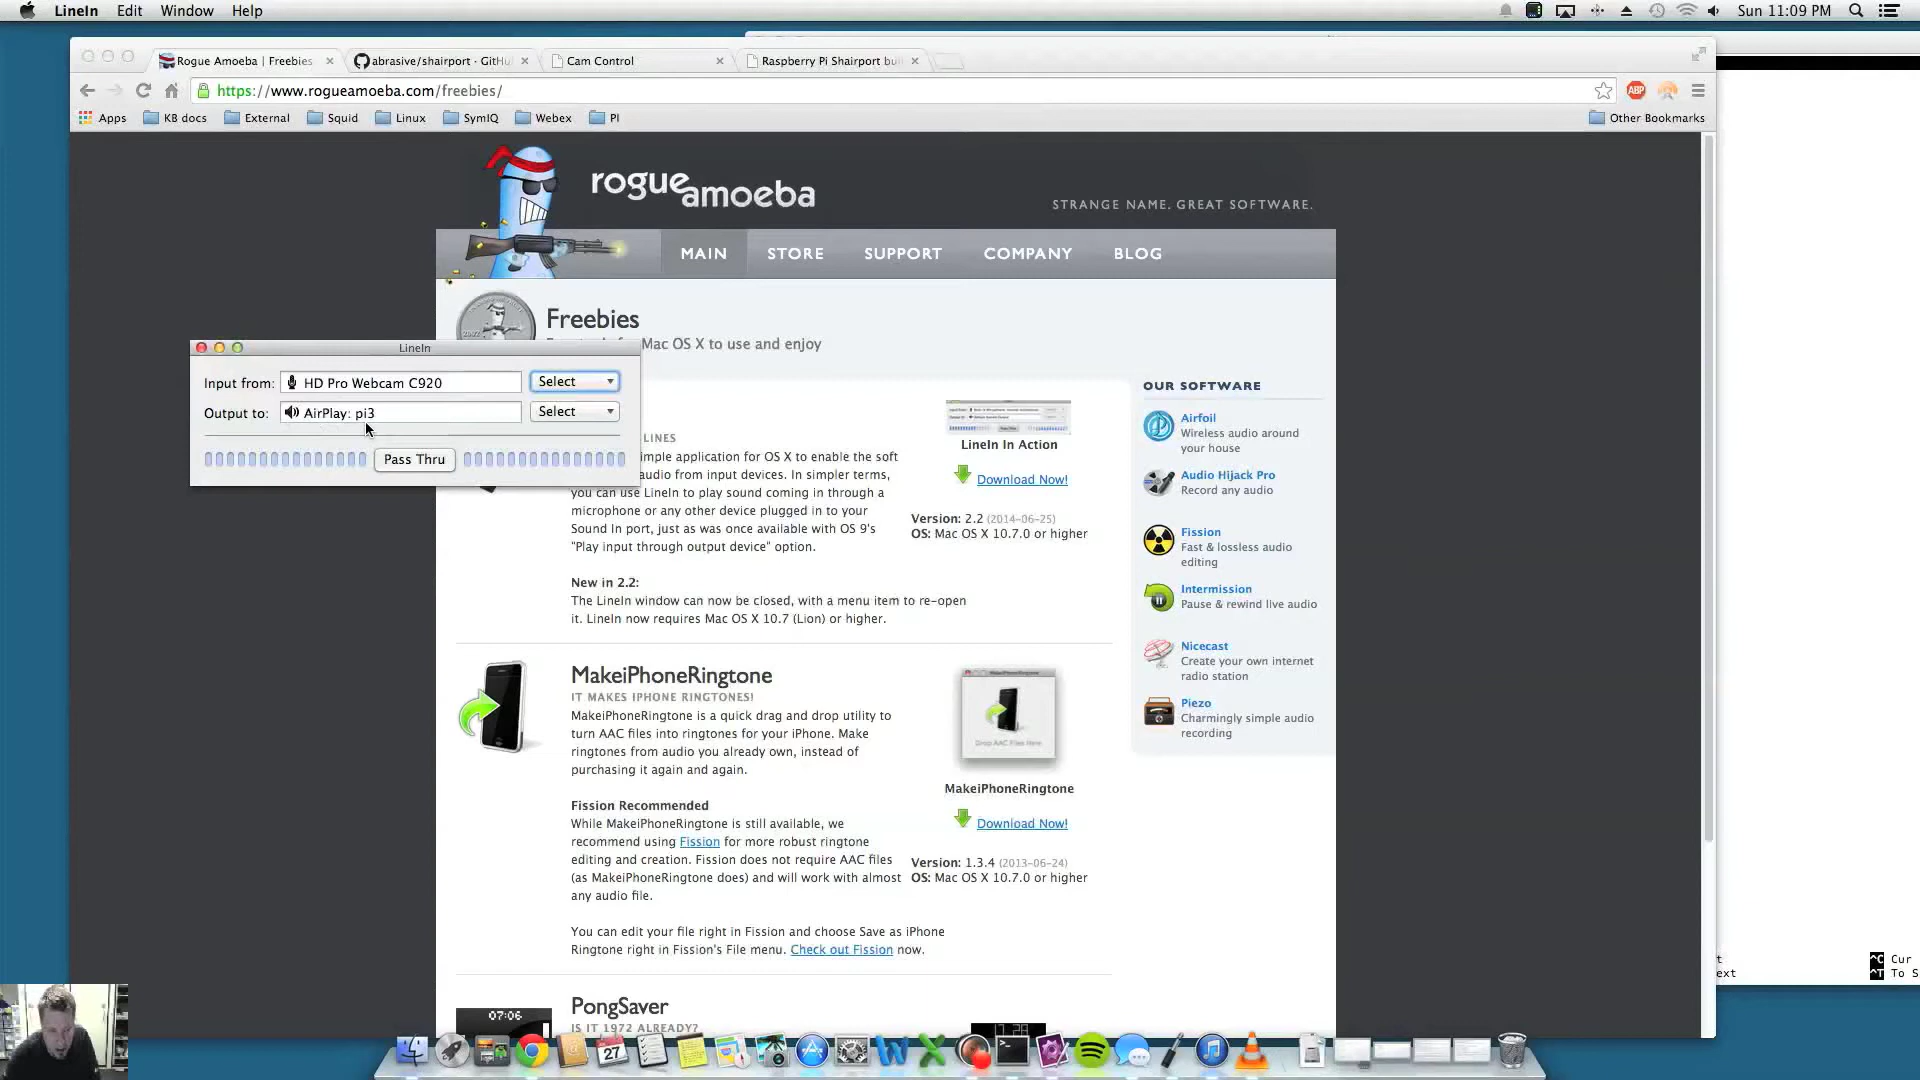 LineIn Edit Window Help Sun 11:09 PM
Rogue Amoeba | Freebies abrasive/shairport · GitHu Cam Control Raspberry Pi Shairport bu
https://www.rogueamoeba.com/freebies/ ABP
Apps KB docs External Squid Linux SymIQ Webex PI Other Bookmarks
rogueamoeba
STRANGE NAME. GREAT SOFTWARE.
MAIN STORE SUPPORT COMPANY BLOG
Freebies
Mac OS X to use and enjoy
LineIn
Input from: HD Pro Webcam C920 Select
Output to: AirPlay: pi3 Select
Pass Thru
LINES
imple application for OS X to enable the soft
audio from input devices. In simpler terms,
you can use LineIn to play sound coming in through a
microphone or any other device plugged in to your
Sound In port, just as was once available with OS 9's
"Play input through output device" option.
New in 2.2:
The LineIn window can now be closed, with a menu item to re-open
it. LineIn now requires Mac OS X 10.7 (Lion) or higher.
LineIn In Action
Download Now!
Version: 2.2 (2014-06-25)
OS: Mac OS X 10.7.0 or higher
MakeiPhoneRingtone
IT MAKES IPHONE RINGTONES!
MakeiPhoneRingtone is a quick drag and drop utility to
turn AAC files into ringtones for your iPhone. Make
ringtones from audio you already own, instead of
purchasing it again and again.
Fission Recommended
While MakeiPhoneRingtone is still available, we
recommend using Fission for more robust ringtone
editing and creation. Fission does not require AAC files
(as MakeiPhoneRingtone does) and will work with almost
any audio file.
You can edit your file right in Fission and choose Save as iPhone
Ringtone right in Fission's File menu. Check out Fission now.
Drop AAC Files Here
MakeiPhoneRingtone
Download Now!
Version: 1.3.4 (2013-06-24)
OS: Mac OS X 10.7.0 or higher
PongSaver
IS IT 1972 ALREADY?
07:06
17:28
OUR SOFTWARE
Airfoil
Wireless audio around
your house
Audio Hijack Pro
Record any audio
Fission
Fast & lossless audio
editing
Intermission
Pause & rewind live audio
Nicecast
Create your own internet
radio station
Piezo
Charmingly simple audio
recording
t ^C Cur
ext ^T To S
27